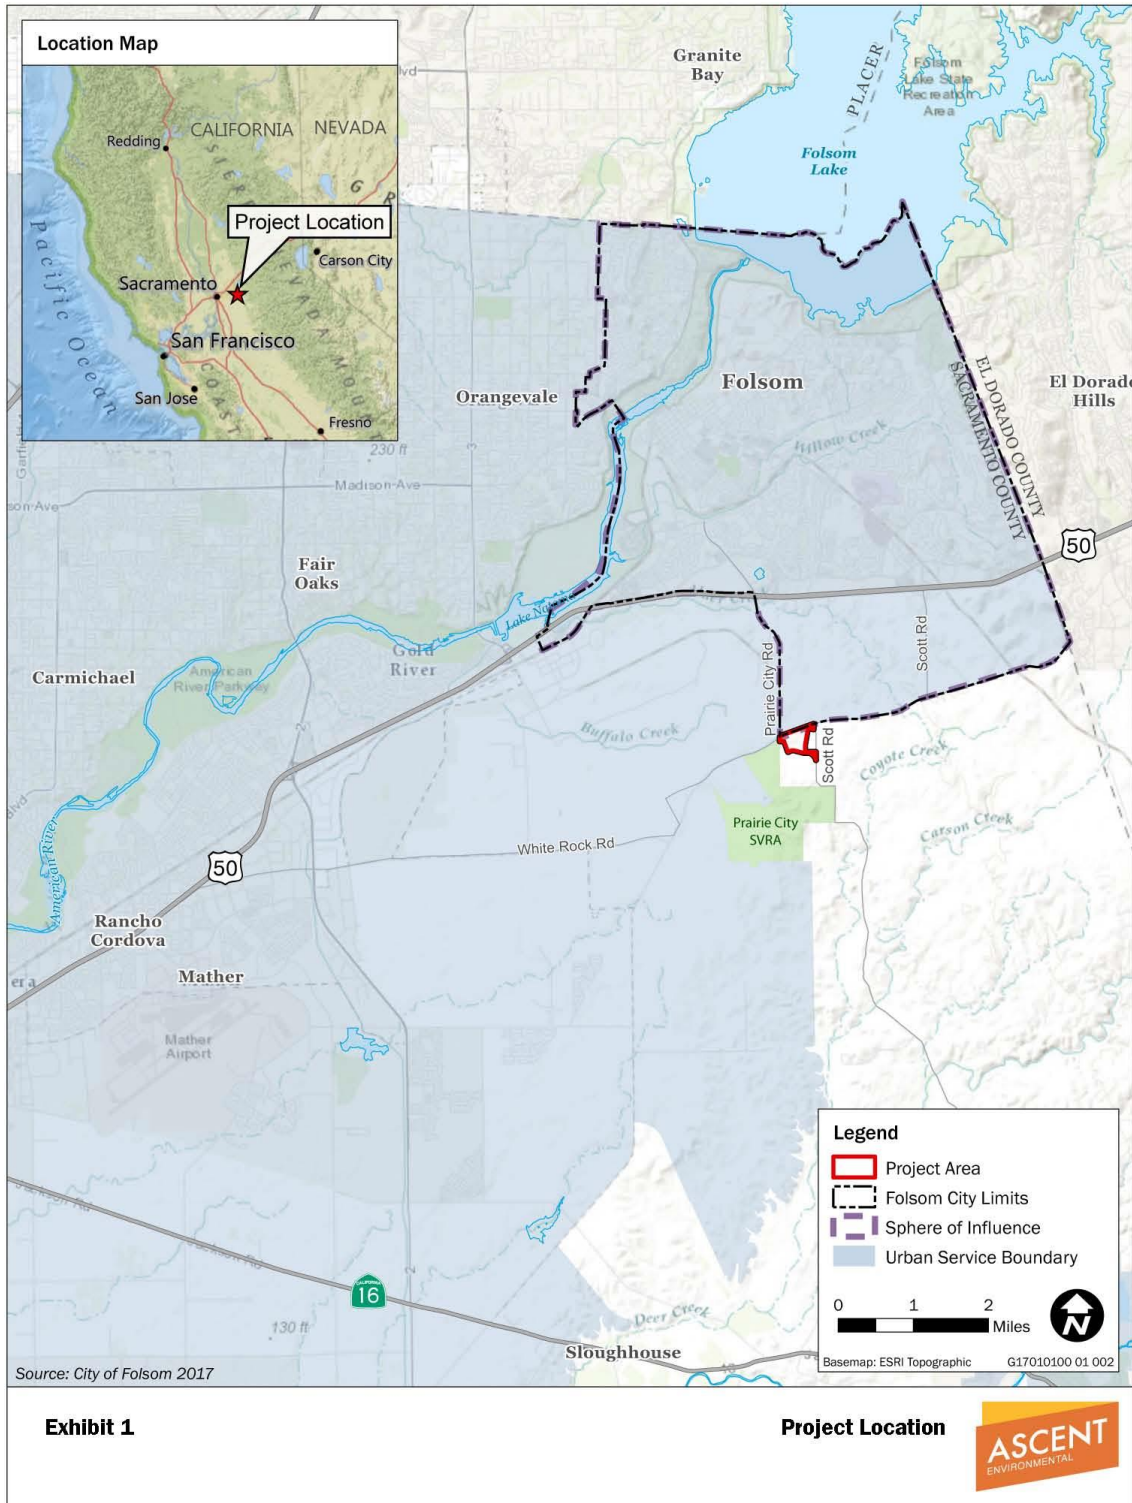 Location Map
CALIFORNIA
NEVADA
Redding
Project Location
Carson City
Sacramento
San Francisco
San Jose
Fresno
Pacific Ocean
COAST
Granite
Bay
PLACER
Folsom
Lake State
Recreation
Area
Folsom
Lake
Orangevale
Folsom
El Dorado
Hills
EL DORADO COUNTY
SACRAMENTO COUNTY
Willow Creek
230 ft
Madison-Ave
Fair
Oaks
50
Gold
River
Carmichael
American
River Parkway
Prairie City Rd
Scott Rd
Scott Rd
Buffalo Creek
Coyote Creek
Carson Creek
Prairie City
SVRA
White Rock Rd
50
American River
Rancho
Cordova
Mather
Mather
Airport
Jackson Rd
CALIFORNIA
16
130 ft
Deer Creek
Sloughhouse
Legend
Project Area
Folsom City Limits
Sphere of Influence
Urban Service Boundary
0 1 2
Miles
N
Basemap: ESRI Topographic
G17010100 01 002
Source: City of Folsom 2017
Exhibit 1
Project Location
ASCENT
ENVIRONMENTAL